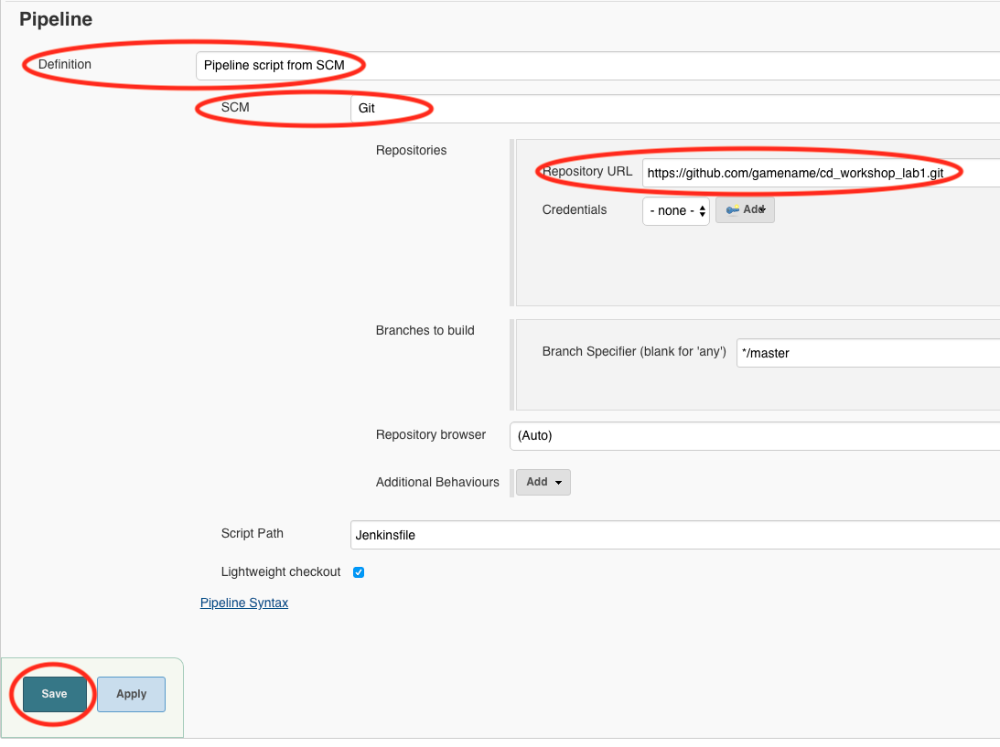 Pipeline
Definition Pipeline script from SCM
SCM Git
Repositories
Repository URL https://github.com/gamename/cd_workshop_lab1.git
Credentials - none - Add
Branches to build
Branch Specifier (blank for 'any') */master
Repository browser (Auto)
Additional Behaviours Add
Script Path Jenkinsfile
Lightweight checkout
Pipeline Syntax
Save Apply